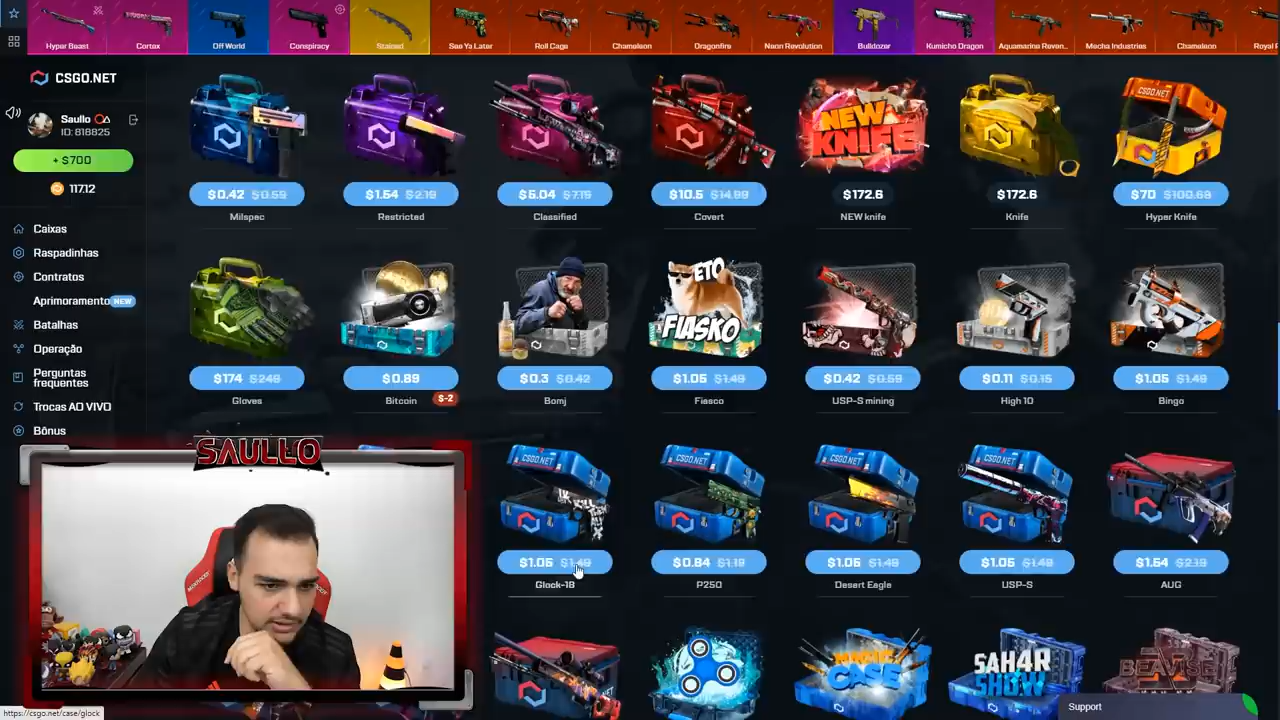 Hyper Beast
Cortex
Off World
Conspiracy
Stained
See Ya Later
Roll Cage
Chameleon
Dragonfire
Neon Revolution
Bulldozer
Kumicho Dragon
Aquamarine Reven...
Mecha Industries
Chameleon
CSGO.NET
Saullo
ID: 818825
+ $700
11712
Caixas
Raspadinhas
Contratos
Aprimoramento NEW
Batalhas
Operação
Perguntas
frequentes
Trocas AO VIVO
Bônus
NEW
KNIFE
CSGO.NET
$0.42 $0.59
$1.54 $2.19
$5.04 $7.19
$10.5 $14.99
$172.6
$172.6
$70 $100.68
Milspec
Restricted
Classified
Covert
NEW knife
Knife
Hyper Knife
ETO
FIASKO
$174 $249
$0.89
$0.3 $0.42
$1.05 $1.49
$0.42 $0.59
$0.11 $0.15
$1.05 $1.49
Gloves
Bitcoin
$-2
Bomj
Fiasco
USP-S mining
High 10
Bingo
CSGO.NET
CSGO.NET
CSGO.NET
CSGO.NET
$1.05 $1.49
$0.84 $1.19
$1.05 $1.49
$1.05 $1.49
$1.54 $2.19
Glock-18
P250
Desert Eagle
USP-S
AUG
SAULLO
MAGIC
CASE
SAH4R
SHOW
BEAVISE
Support
https://csgo.net/case/glock